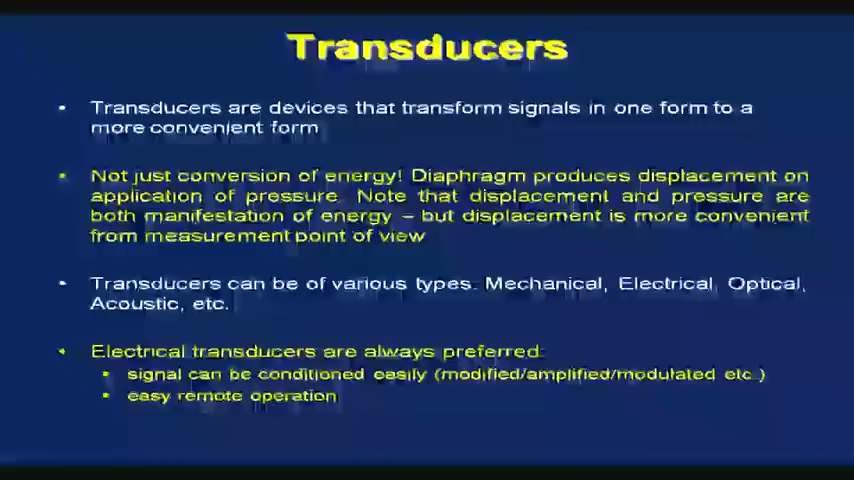 Transducers
• Transducers are devices that transform signals in one form to a
more convenient form
• Not just conversion of energy! Diaphragm produces displacement on
application of pressure. Note that displacement and pressure are
both manifestation of energy – but displacement is more convenient
from measurement point of view
• Transducers can be of various types: Mechanical, Electrical, Optical,
Acoustic, etc.
• Electrical transducers are always preferred:
• signal can be conditioned easily (modified/amplified/modulated etc.)
• easy remote operation